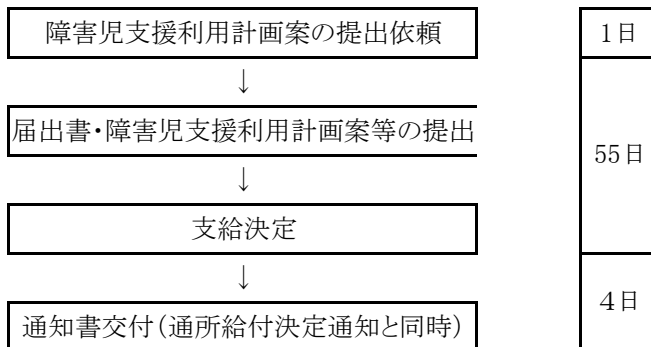 障害児支援利用計画案の提出依頼
1日
↓
届出書・障害児支援利用計画案等の提出
55日
↓
支給決定
↓
4日
通知書交付(通所給付決定通知と同時)